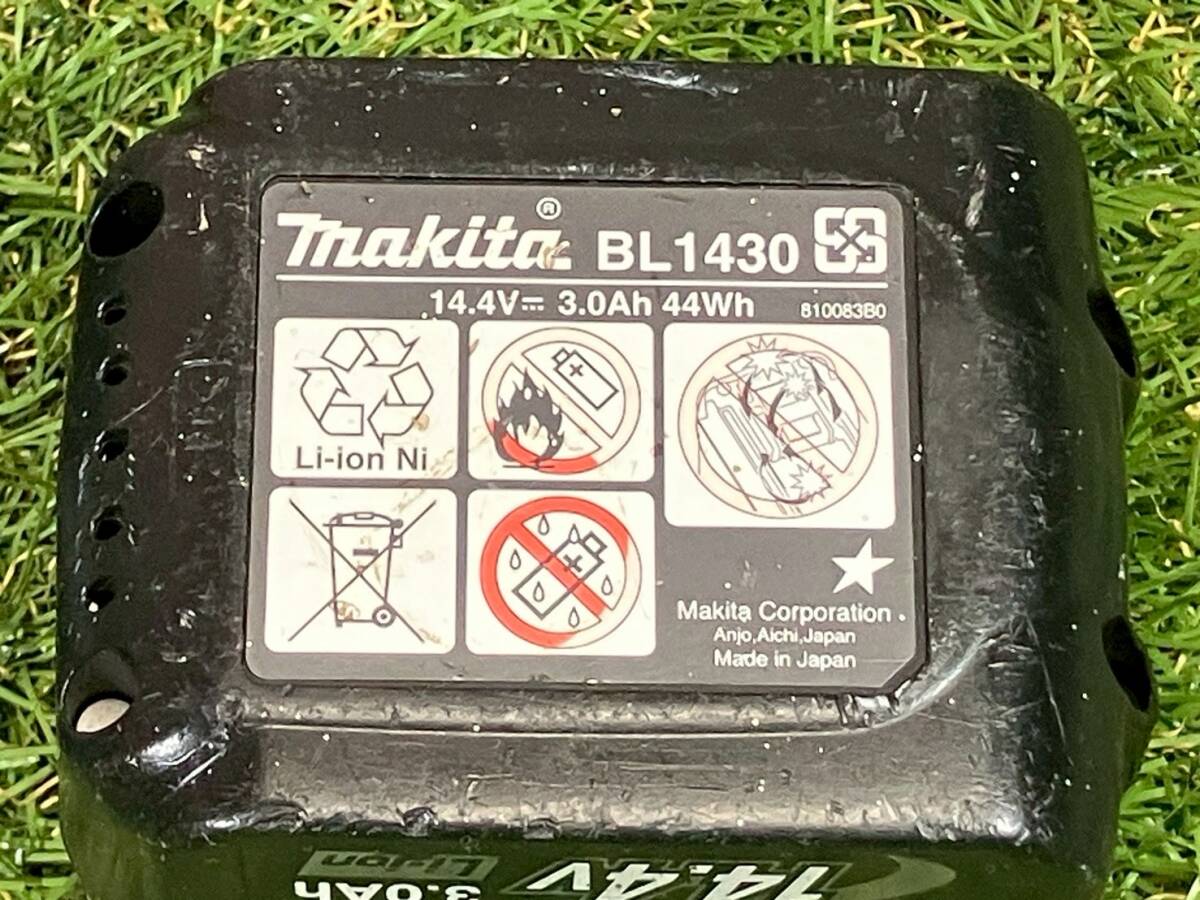 makita® BL1430
14.4V⎓ 3.0Ah 44Wh 810083B0
Li-ion Ni
Makita Corporation
Anjo,Aichi,Japan
Made in Japan
14.4V Li-ion
3.0Ah